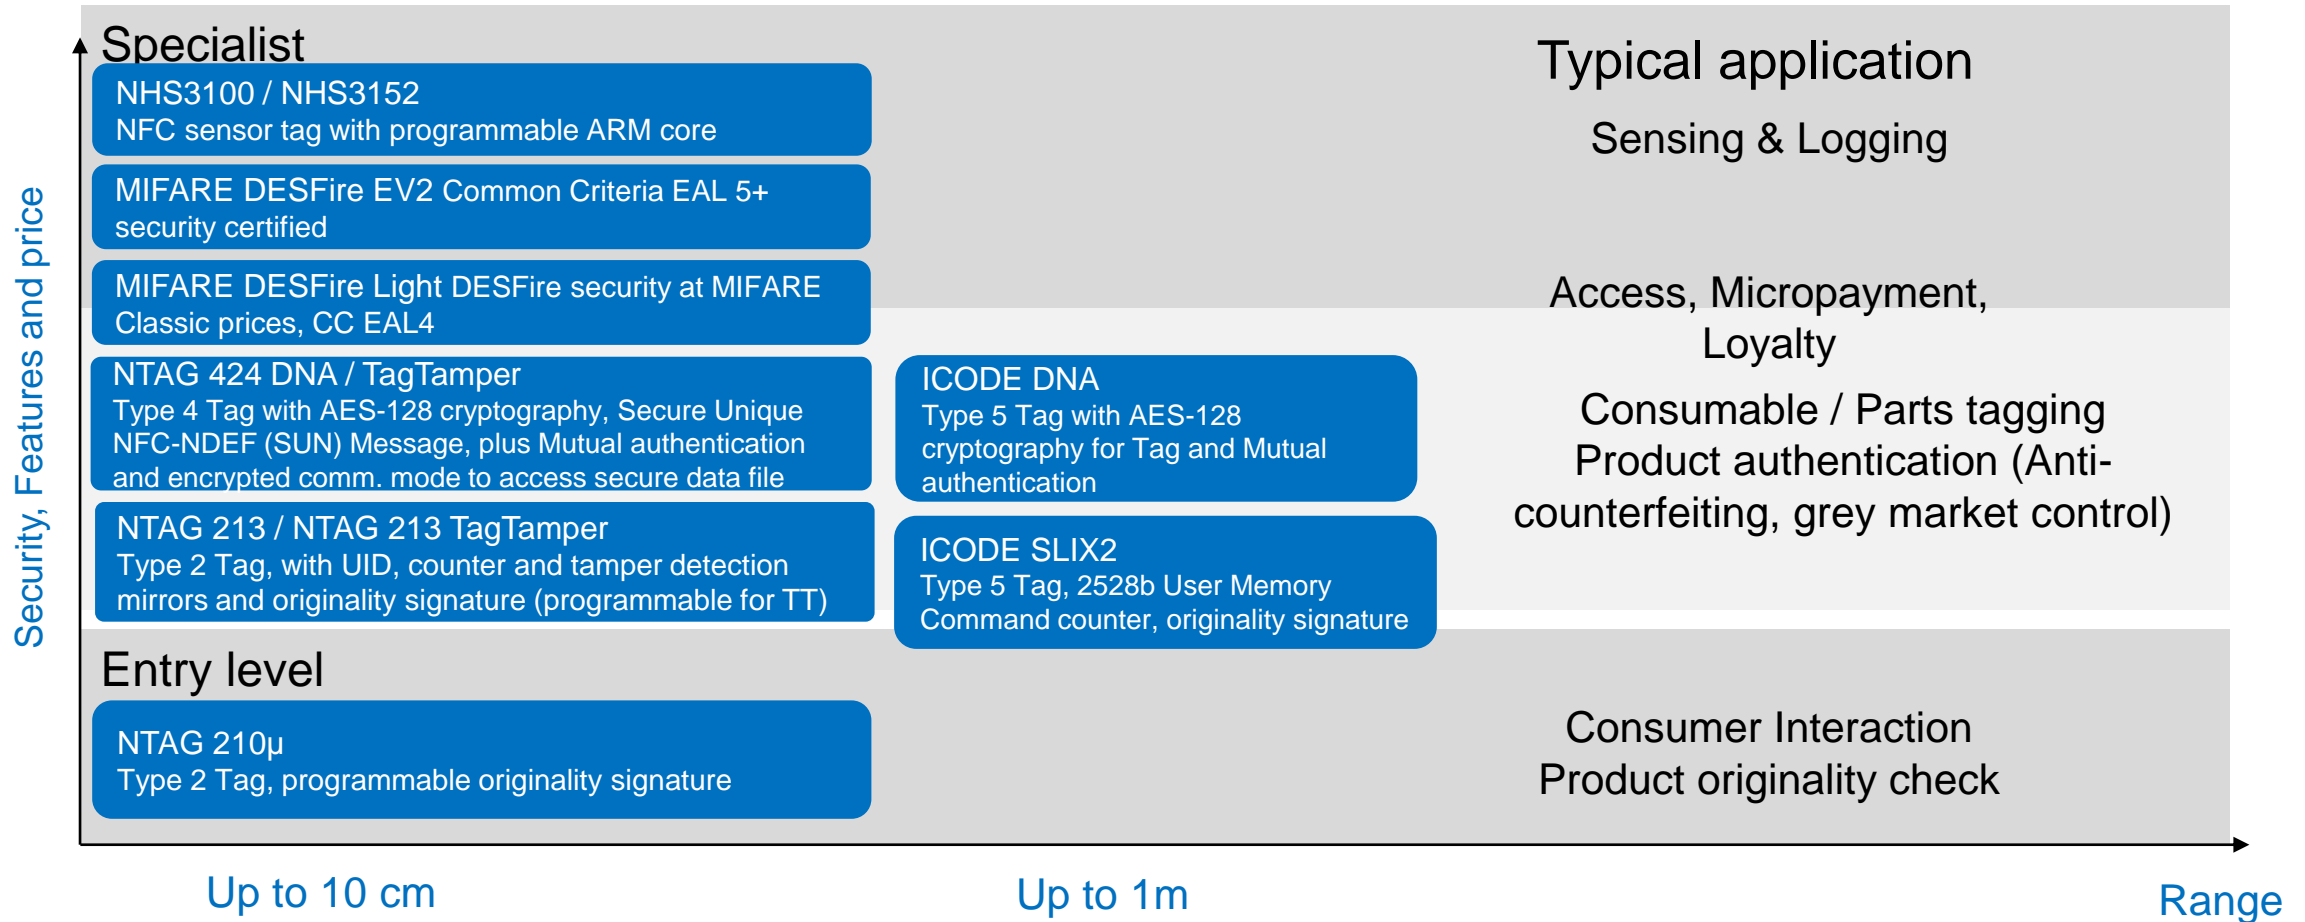 Specialist
Typical application
NHS3100 / NHS3152
NFC sensor tag with programmable ARM core
Sensing & Logging
MIFARE DESFire EV2 Common Criteria EAL 5+
security certified
MIFARE DESFire Light DESFire security at MIFARE
Classic prices, CC EAL4
Access, Micropayment,
Loyalty
NTAG 424 DNA / TagTamper
Type 4 Tag with AES-128 cryptography, Secure Unique
NFC-NDEF (SUN) Message, plus Mutual authentication
and encrypted comm. mode to access secure data file
ICODE DNA
Type 5 Tag with AES-128
cryptography for Tag and Mutual
authentication
Consumable / Parts tagging
Product authentication (Anti-
counterfeiting, grey market control)
NTAG 213 / NTAG 213 TagTamper
Type 2 Tag, with UID, counter and tamper detection
mirrors and originality signature (programmable for TT)
ICODE SLIX2
Type 5 Tag, 2528b User Memory
Command counter, originality signature
Entry level
NTAG 210µ
Type 2 Tag, programmable originality signature
Consumer Interaction
Product originality check
Security, Features and price
Up to 10 cm
Up to 1m
Range